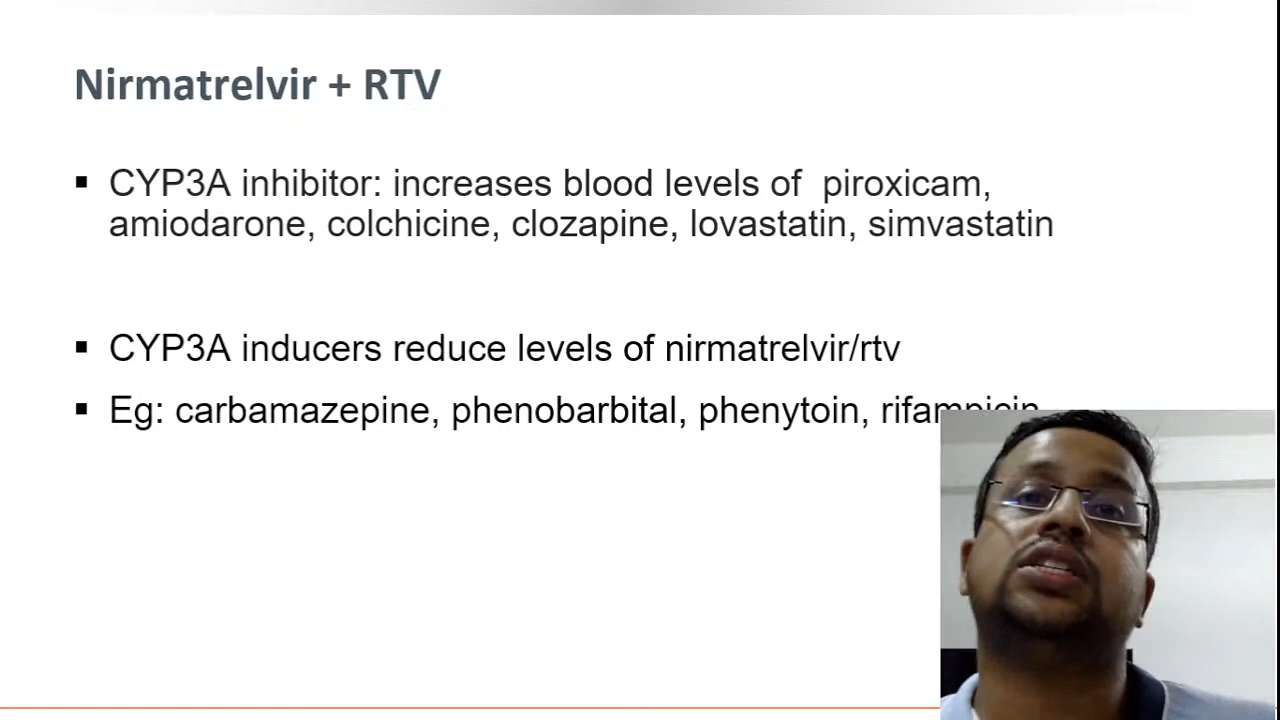 Nirmatrelvir + RTV
▪ CYP3A inhibitor: increases blood levels of  piroxicam,
amiodarone, colchicine, clozapine, lovastatin, simvastatin
▪ CYP3A inducers reduce levels of nirmatrelvir/rtv
▪ Eg: carbamazepine, phenobarbital, phenytoin, rifampicin